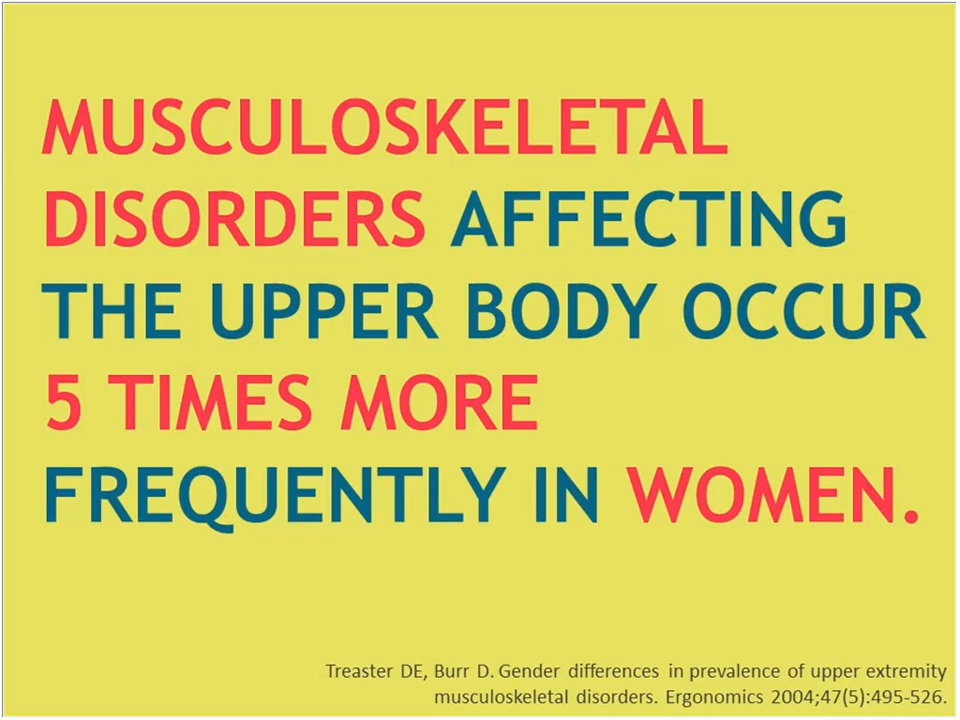 MUSCULOSKELETAL
DISORDERS AFFECTING
THE UPPER BODY OCCUR
5 TIMES MORE
FREQUENTLY IN WOMEN.
Treaster DE, Burr D. Gender differences in prevalence of upper extremity
musculoskeletal disorders. Ergonomics 2004;47(5):495-526.